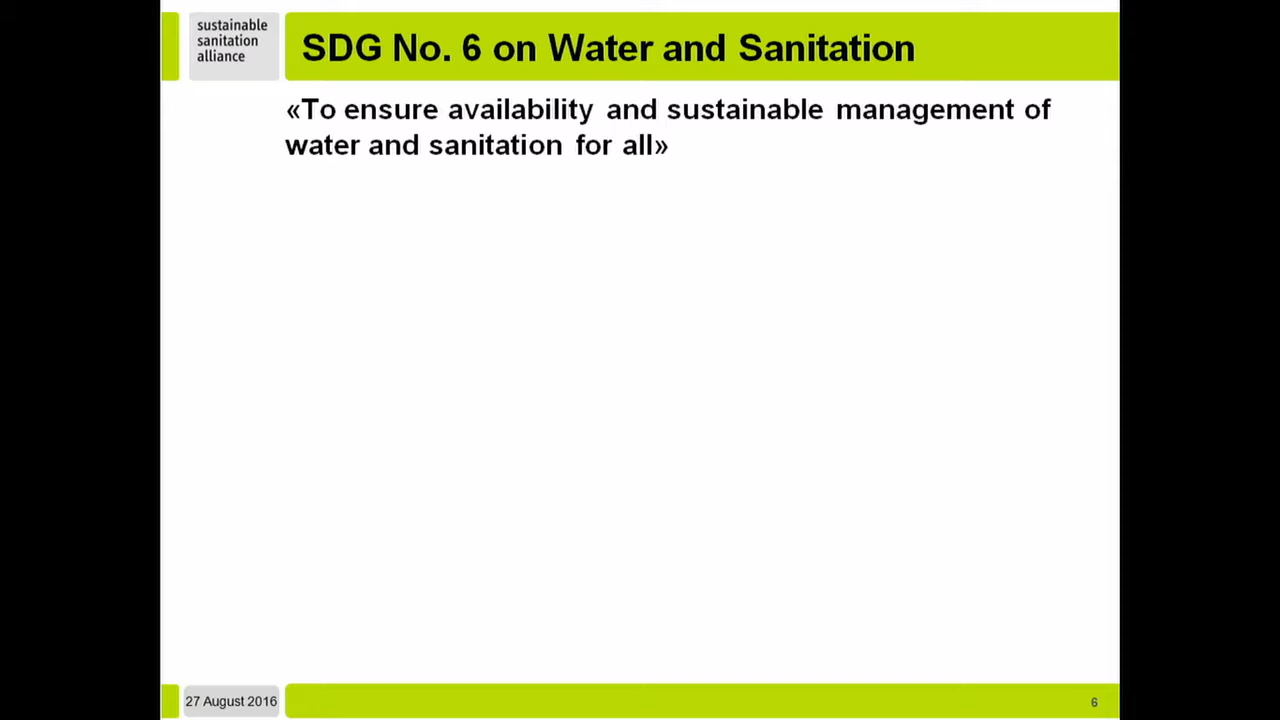 sustainable
sanitation
alliance
SDG No. 6 on Water and Sanitation
«To ensure availability and sustainable management of
water and sanitation for all»
27 August 2016
6